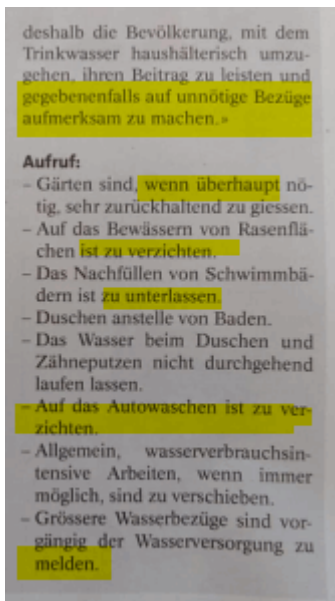 deshalb die Bevölkerung, mit dem
Trinkwasser haushälterisch umzu-
gehen, ihren Beitrag zu leisten und
gegebenenfalls auf unnötige Bezüge
aufmerksam zu machen.»
Aufruf:
– Gärten sind, wenn überhaupt nö-
tig, sehr zurückhaltend zu giessen.
– Auf das Bewässern von Rasenflä-
chen ist zu verzichten.
– Das Nachfüllen von Schwimmbä-
dern ist zu unterlassen.
– Duschen anstelle von Baden.
– Das Wasser beim Duschen und
Zähneputzen nicht durchgehend
laufen lassen.
– Auf das Autowaschen ist zu ver-
zichten.
– Allgemein, wasserverbrauchsin-
tensive Arbeiten, wenn immer
möglich, sind zu verschieben.
– Grössere Wasserbezüge sind vor-
gängig der Wasserversorgung zu
melden.